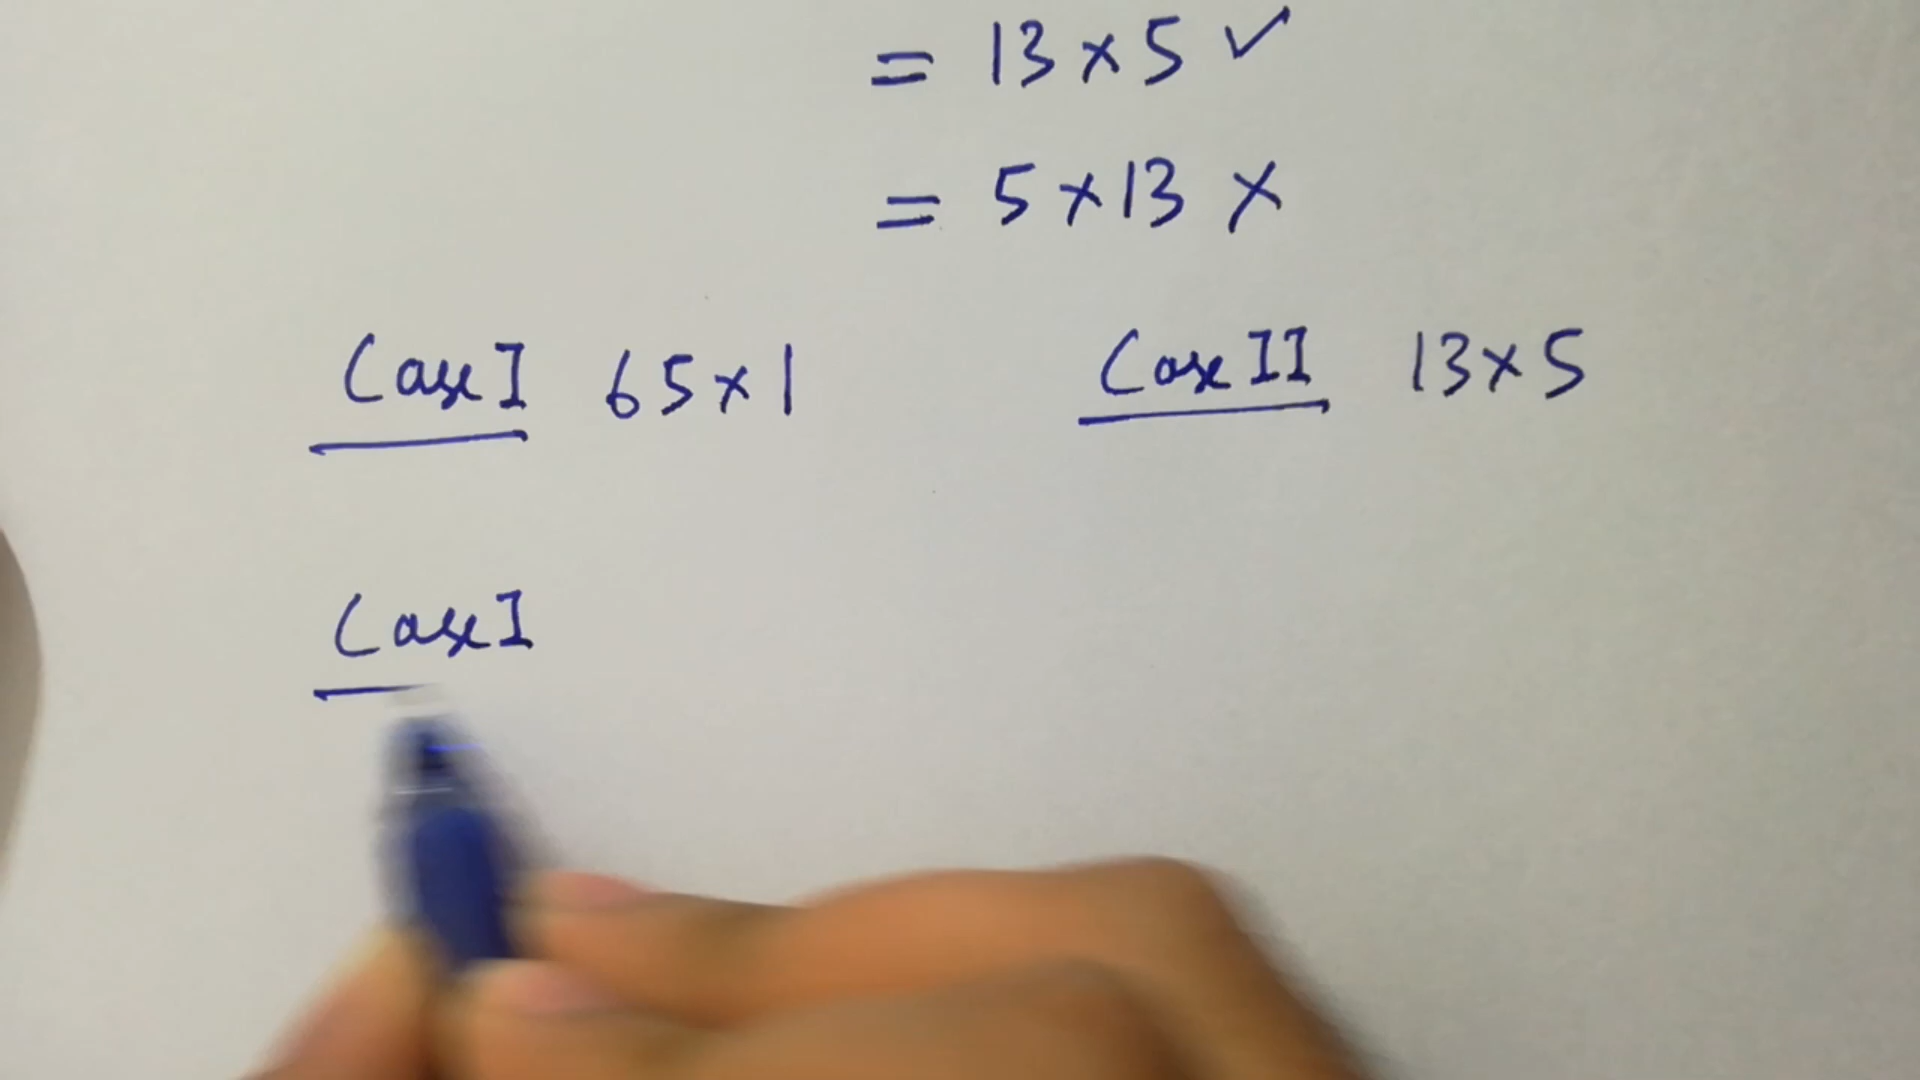 = 13 × 5 ✓
= 5 × 13 ×
Case I 65 × 1 Case II 13 × 5
Case I